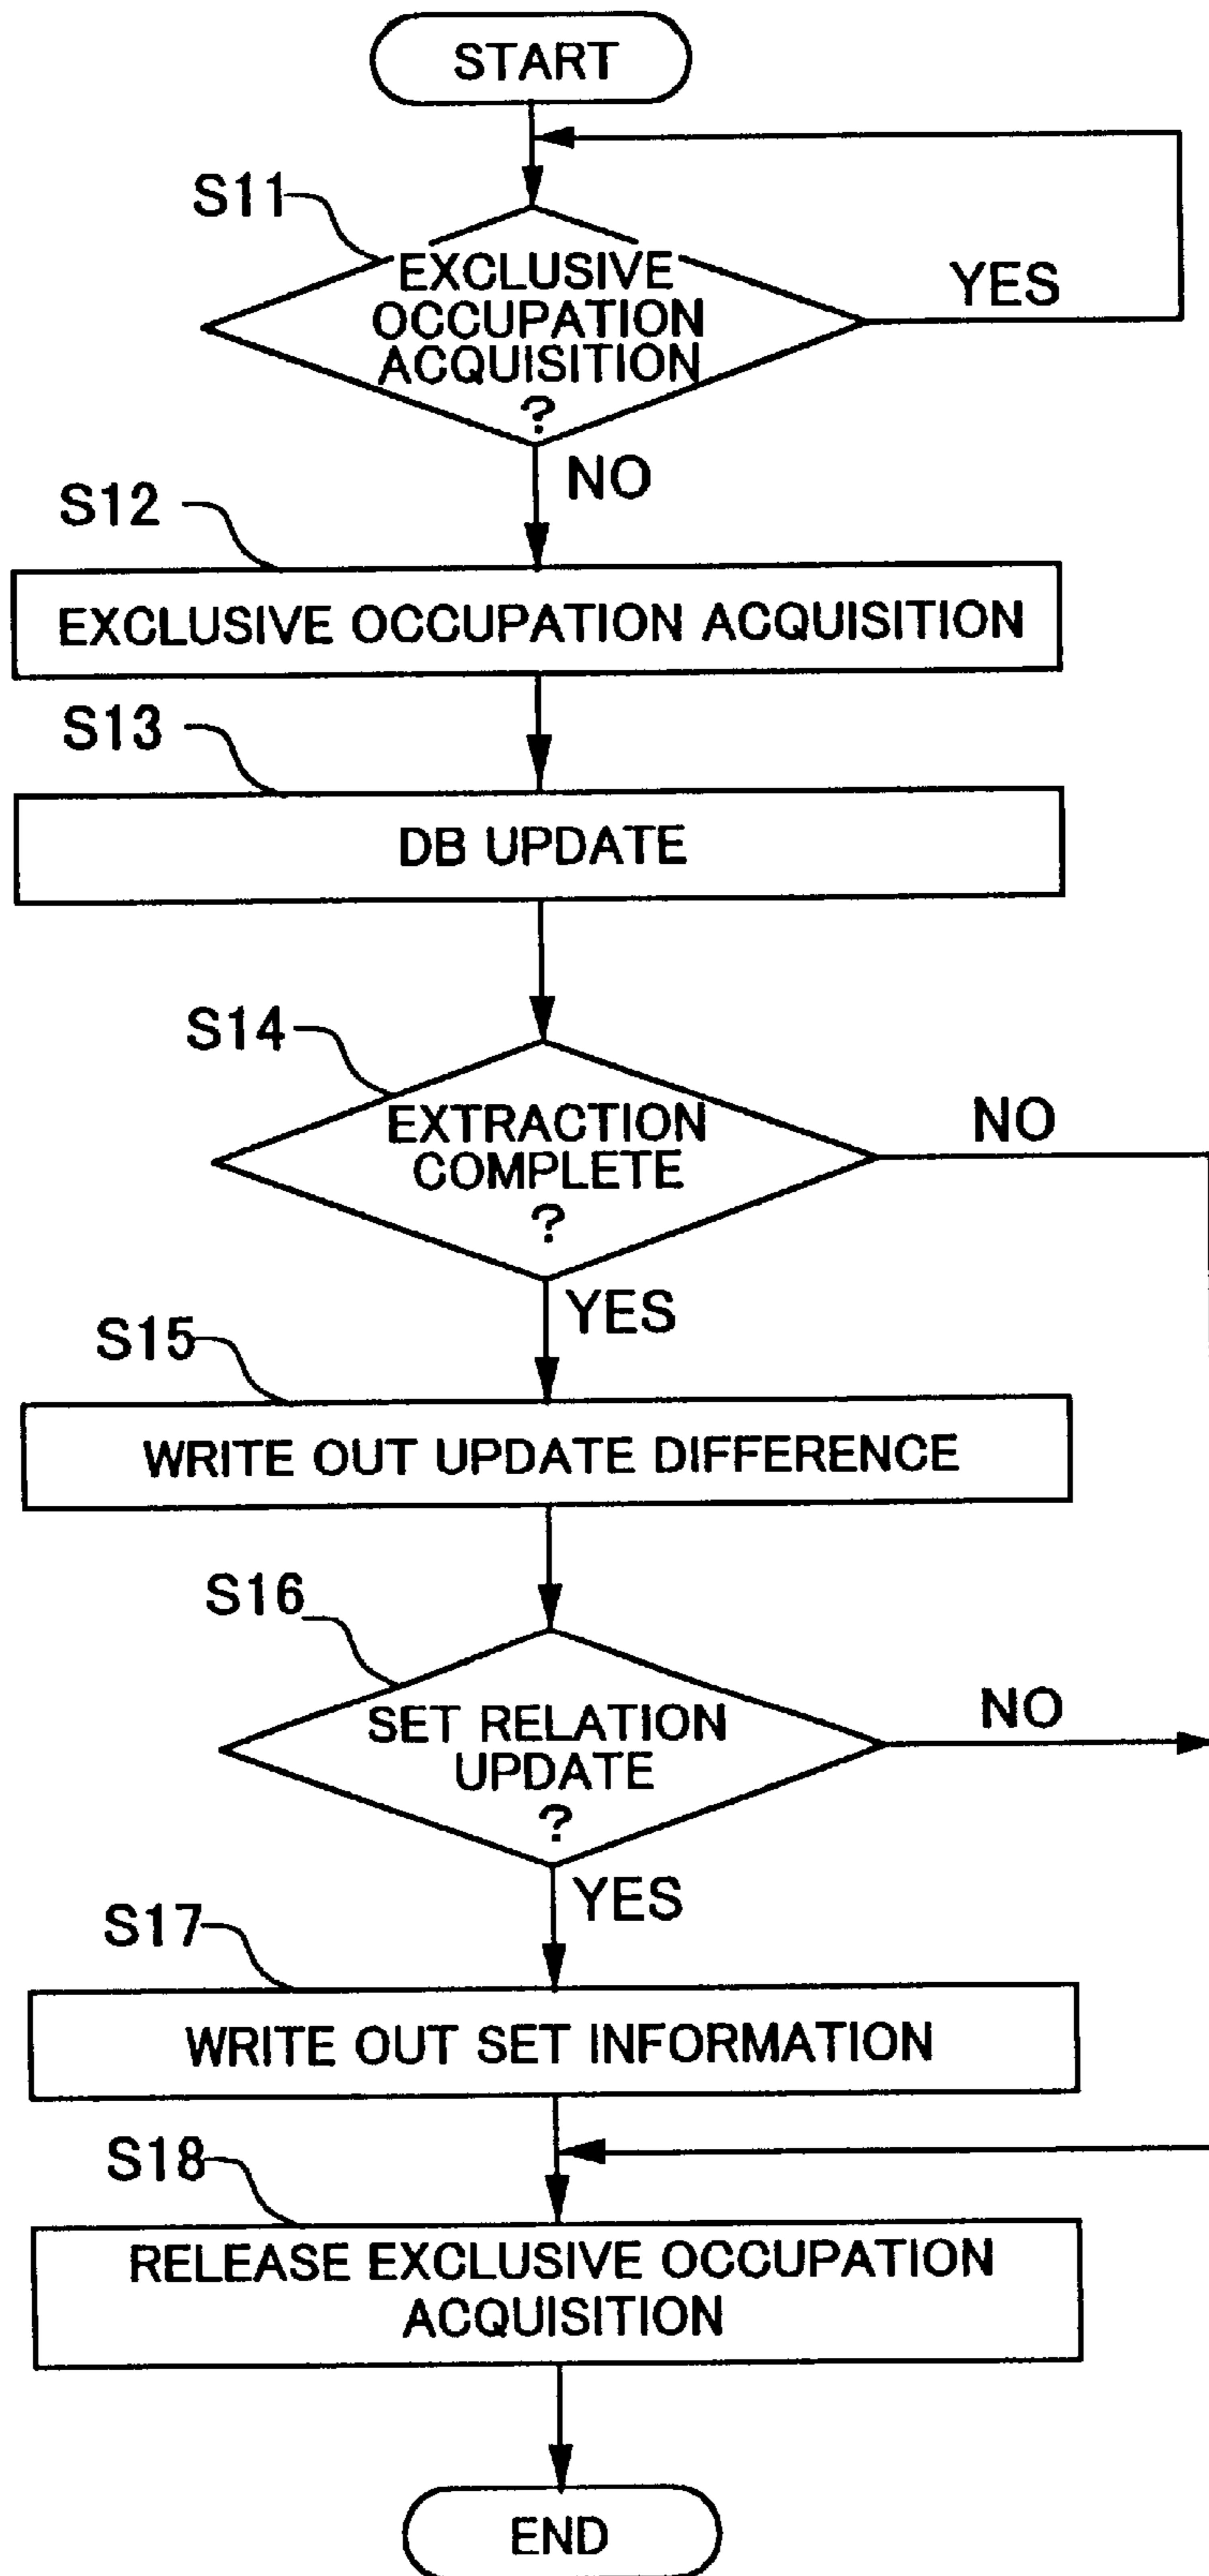 START
S11
EXCLUSIVE
OCCUPATION
ACQUISITION
?
YES
NO
S12
EXCLUSIVE OCCUPATION ACQUISITION
S13
DB UPDATE
S14
EXTRACTION
COMPLETE
?
NO
YES
S15
WRITE OUT UPDATE DIFFERENCE
S16
SET RELATION
UPDATE
?
NO
YES
S17
WRITE OUT SET INFORMATION
S18
RELEASE EXCLUSIVE OCCUPATION
ACQUISITION
END